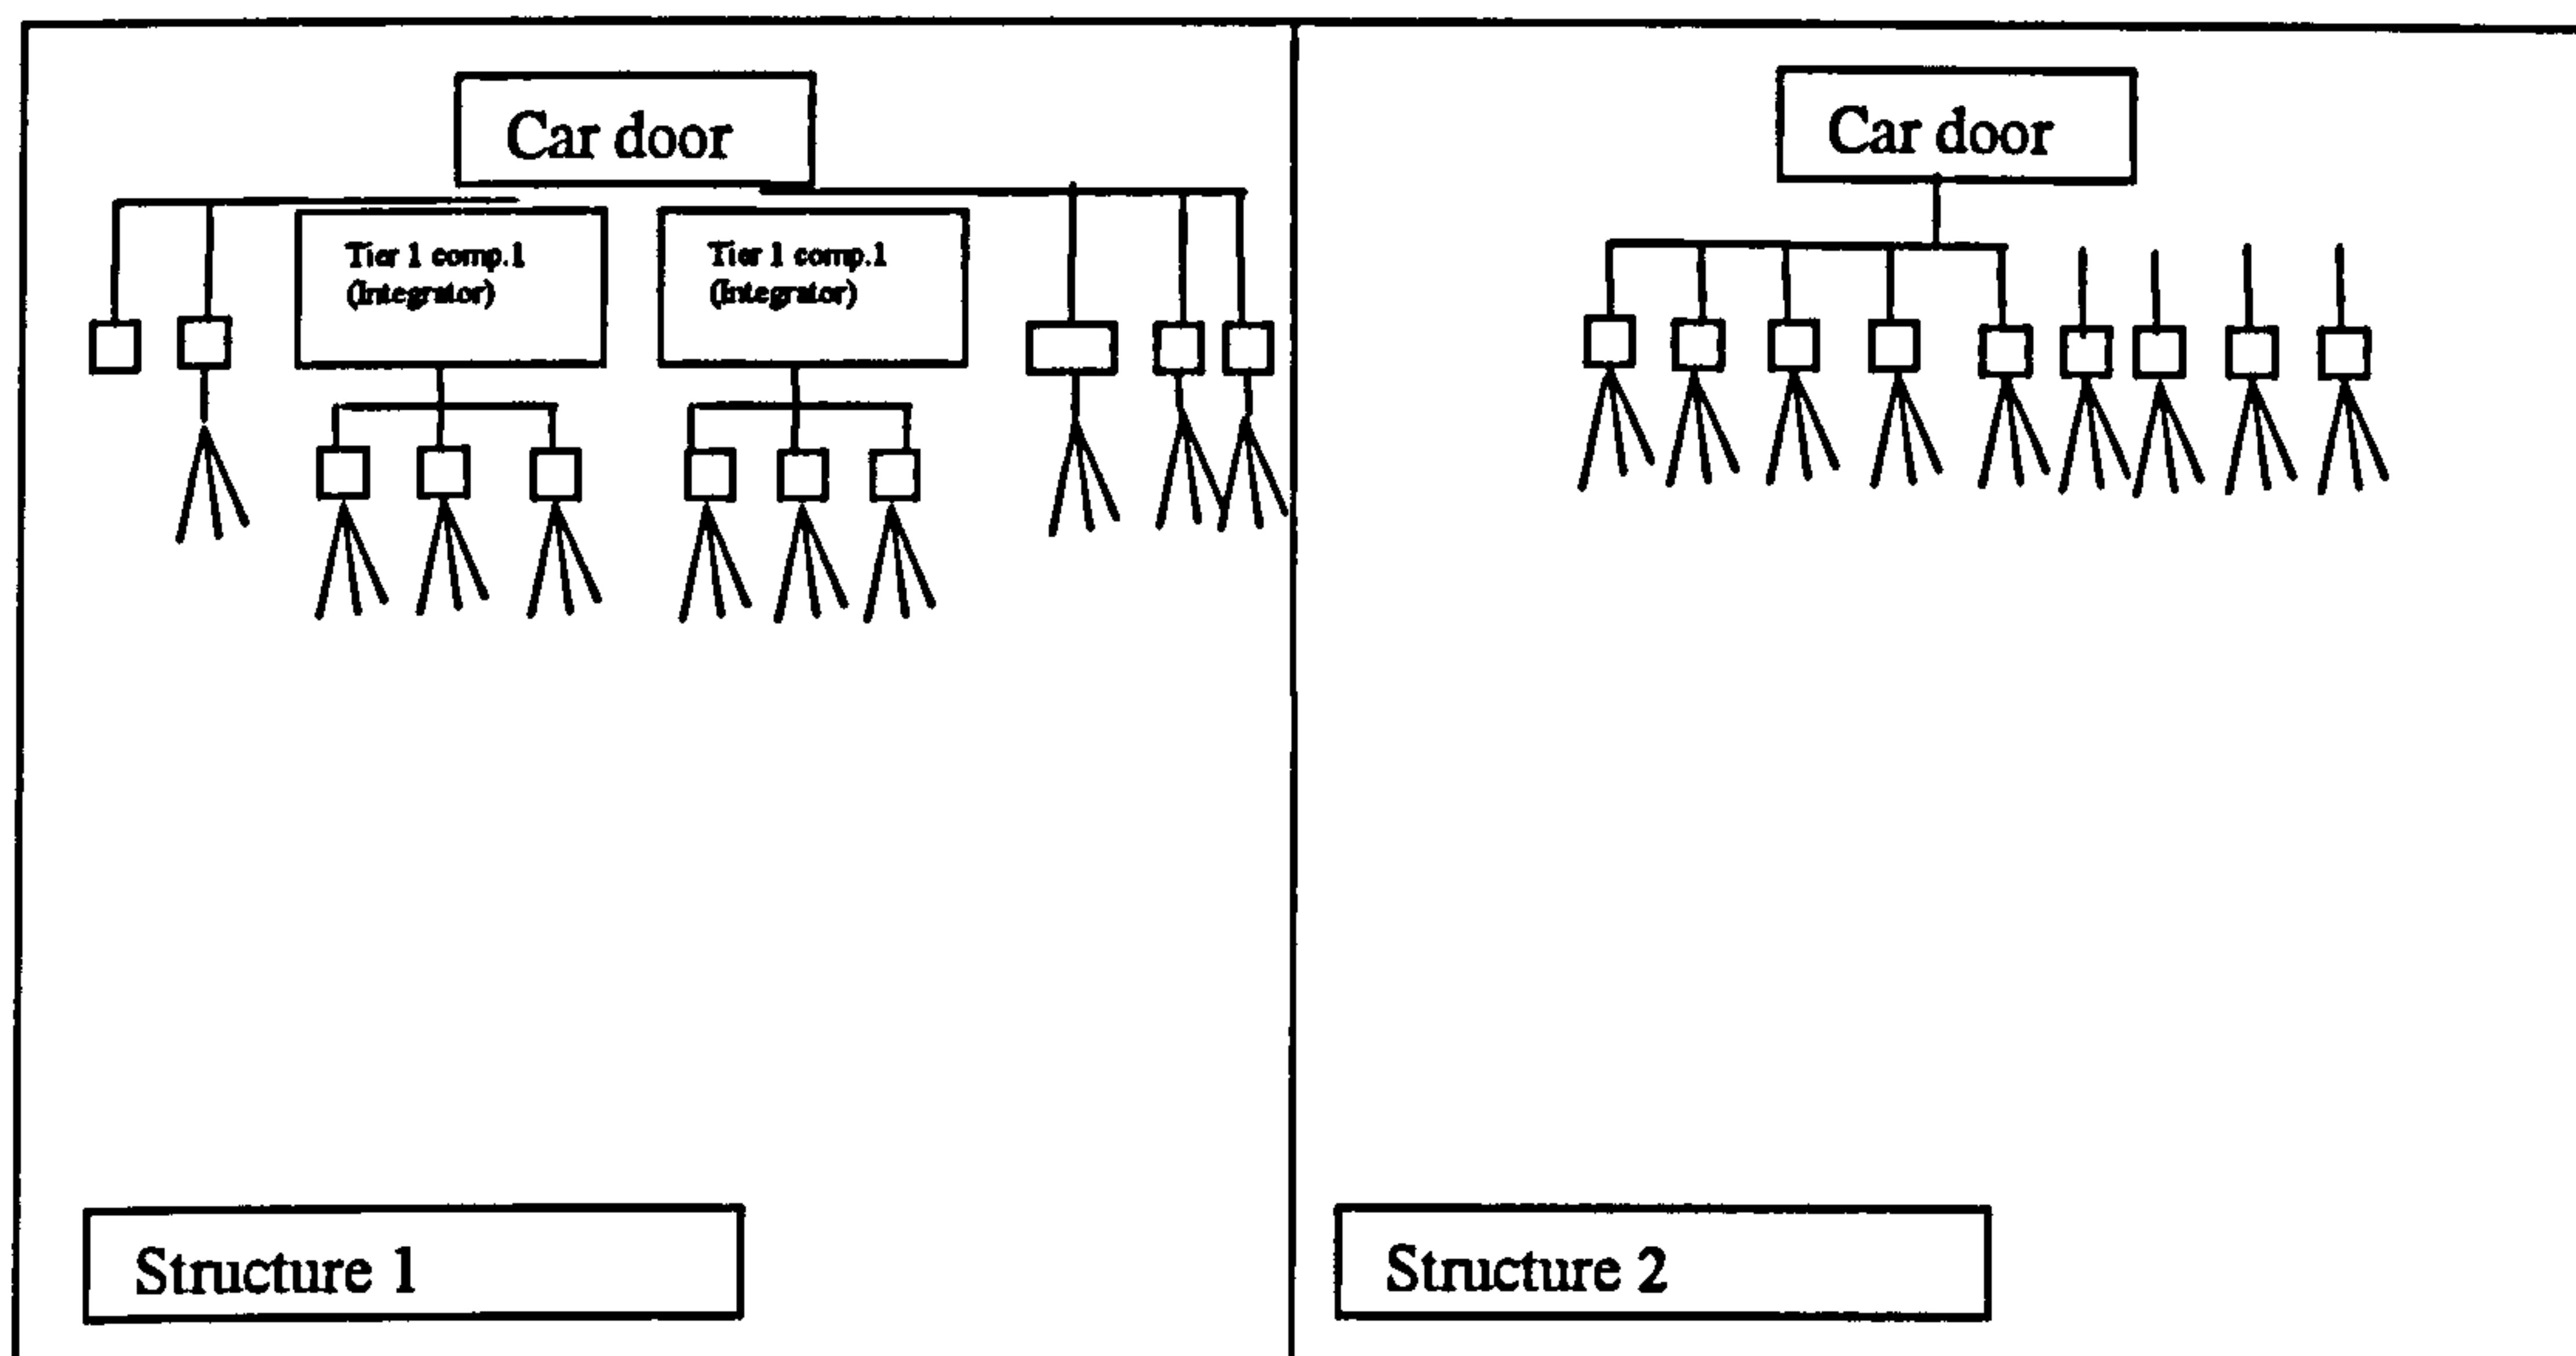 Car door
Tier 1 comp.1
(Integrator)
Tier 1 comp.1
(Integrator)
Structure 1
Car door
Structure 2